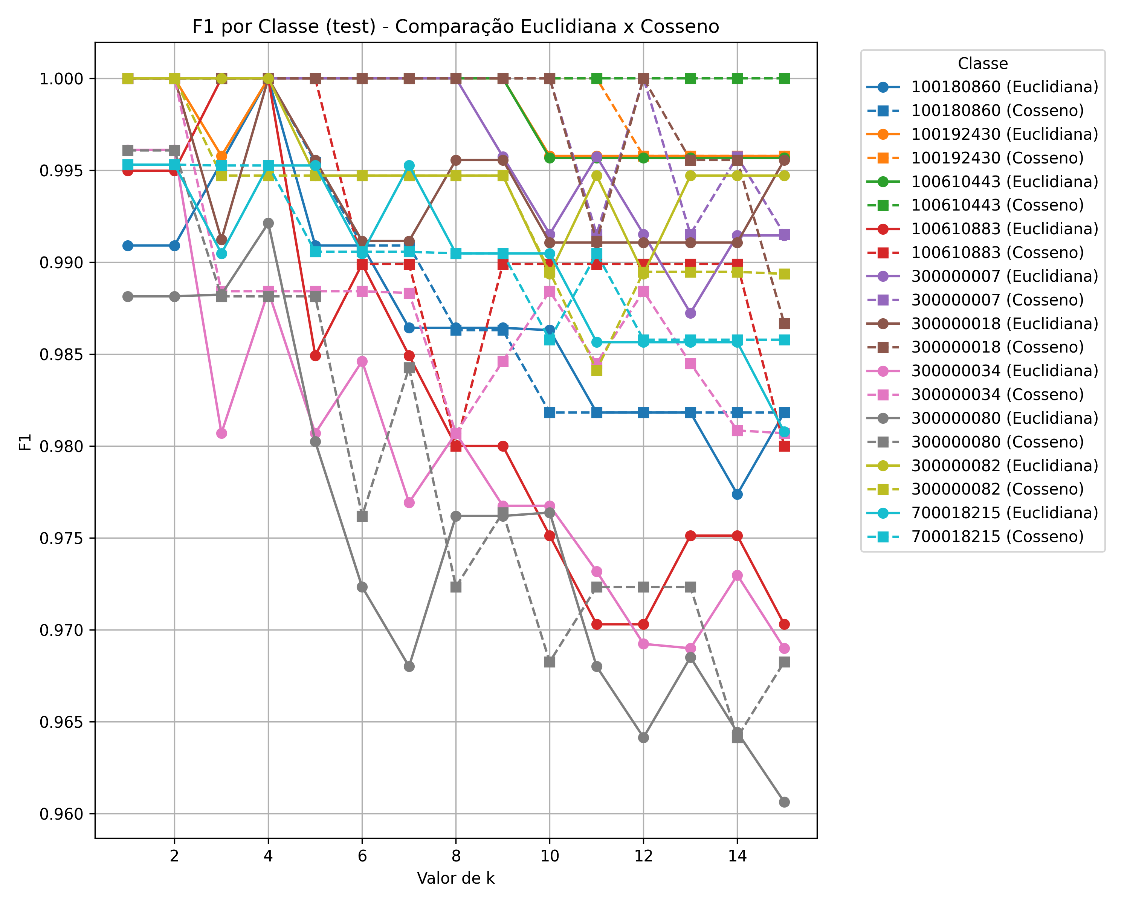 F1 por Classe (test) - Comparação Euclidiana x Cosseno
1.000
0.995
0.990
0.985
0.980
0.975
0.970
0.965
0.960
F1
2
4
6
8
10
12
14
Valor de k
Classe
100180860 (Euclidiana)
100180860 (Cosseno)
100192430 (Euclidiana)
100192430 (Cosseno)
100610443 (Euclidiana)
100610443 (Cosseno)
100610883 (Euclidiana)
100610883 (Cosseno)
300000007 (Euclidiana)
300000007 (Cosseno)
300000018 (Euclidiana)
300000018 (Cosseno)
300000034 (Euclidiana)
300000034 (Cosseno)
300000080 (Euclidiana)
300000080 (Cosseno)
300000082 (Euclidiana)
300000082 (Cosseno)
700018215 (Euclidiana)
700018215 (Cosseno)